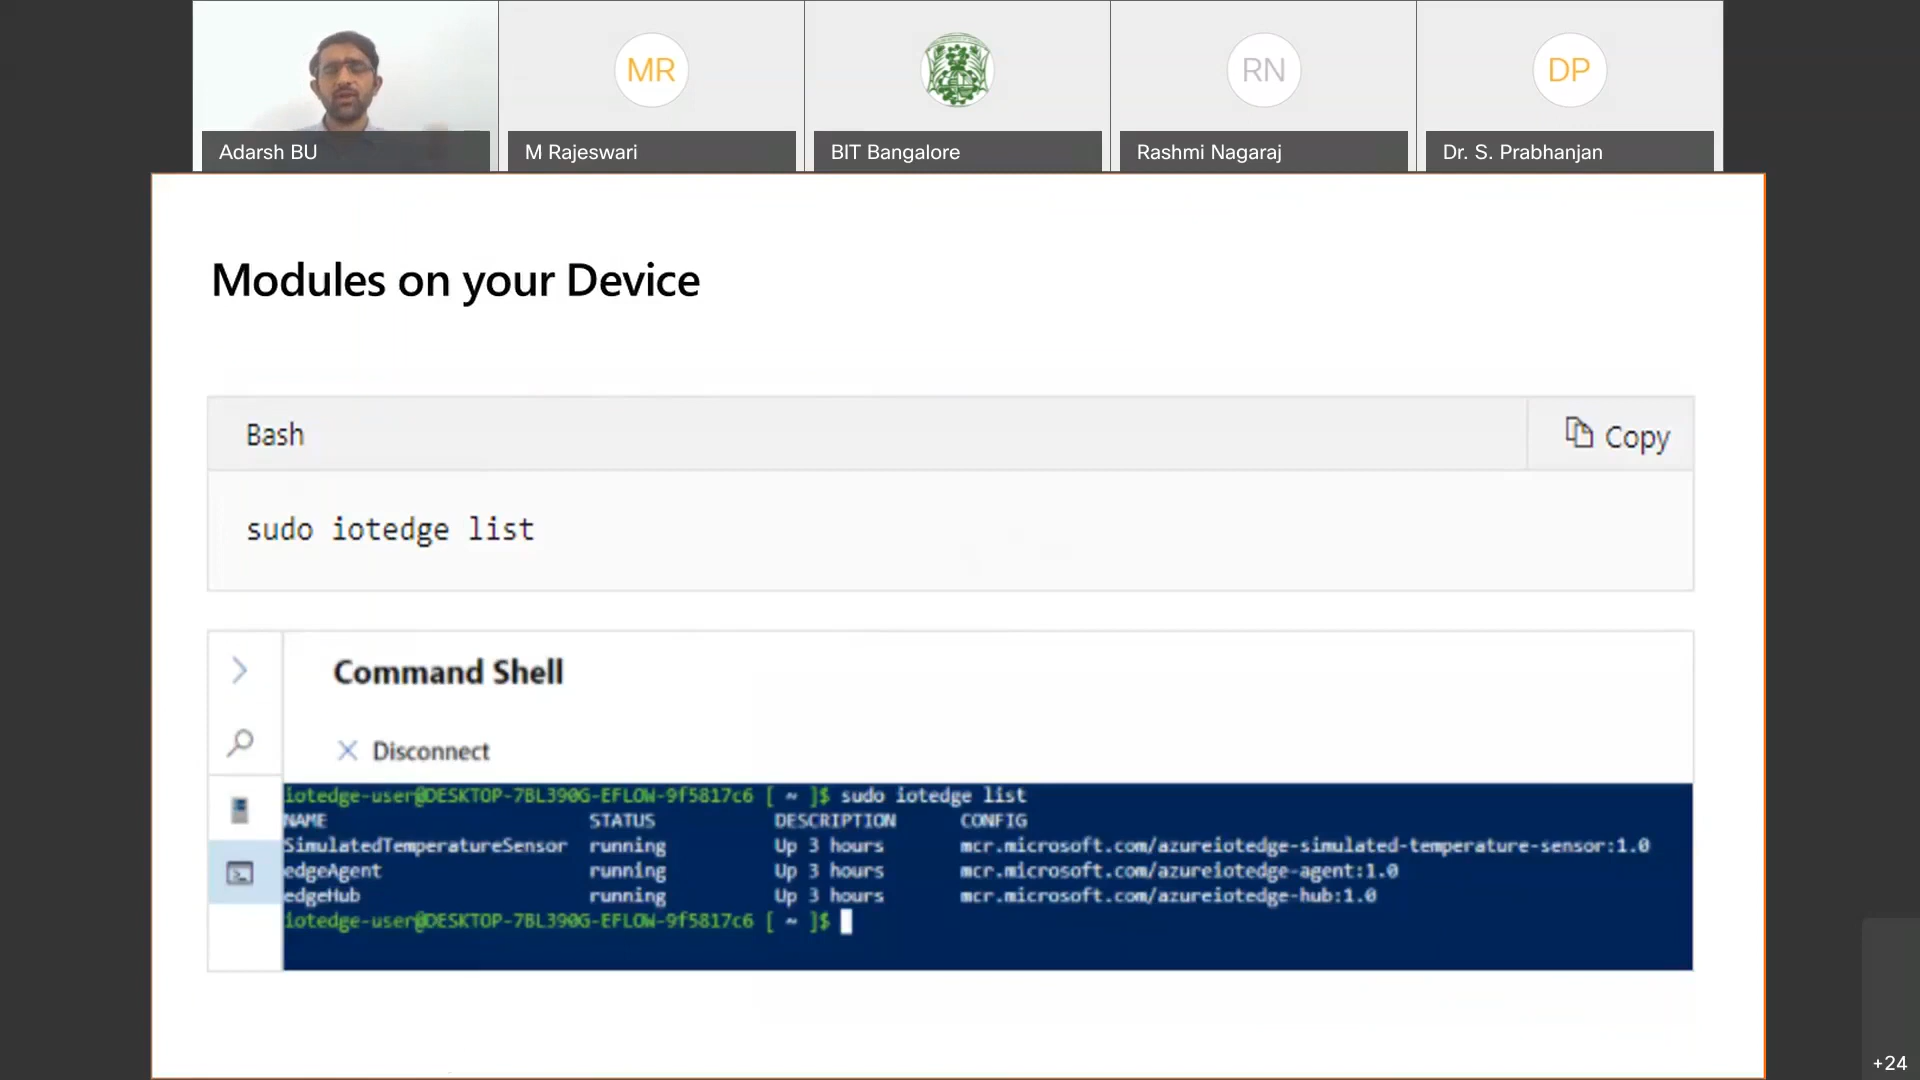 MR
RN
DP
Adarsh BU
M Rajeswari
BIT Bangalore
Rashmi Nagaraj
Dr. S. Prabhanjan
Modules on your Device
Bash
Copy
sudo iotedge list
Command Shell
Disconnect
iotedge-user@DESKTOP-7BL390G-EFLOW-9f5817c6 [ ~ ]$ sudo iotedge list
NAME STATUS DESCRIPTION CONFIG
SimulatedTemperatureSensor running Up 3 hours mcr.microsoft.com/azureiotedge-simulated-temperature-sensor:1.0
edgeAgent running Up 3 hours mcr.microsoft.com/azureiotedge-agent:1.0
edgeHub running Up 3 hours mcr.microsoft.com/azureiotedge-hub:1.0
iotedge-user@DESKTOP-7BL390G-EFLOW-9f5817c6 [ ~ ]$
+24